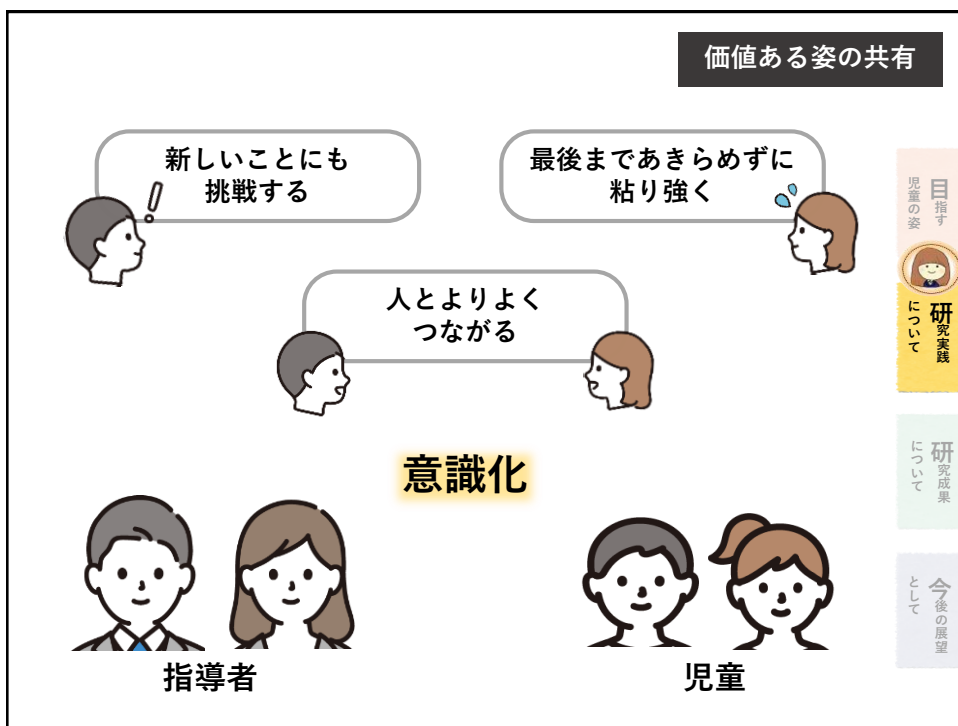 価値ある姿の共有
新しいことにも
挑戦する
最後まであきらめずに
粘り強く
人とよりよく
つながる
意識化
指導者
児童
目指す
児童の姿
研究実践
について
研究成果
について
今後の展望
として